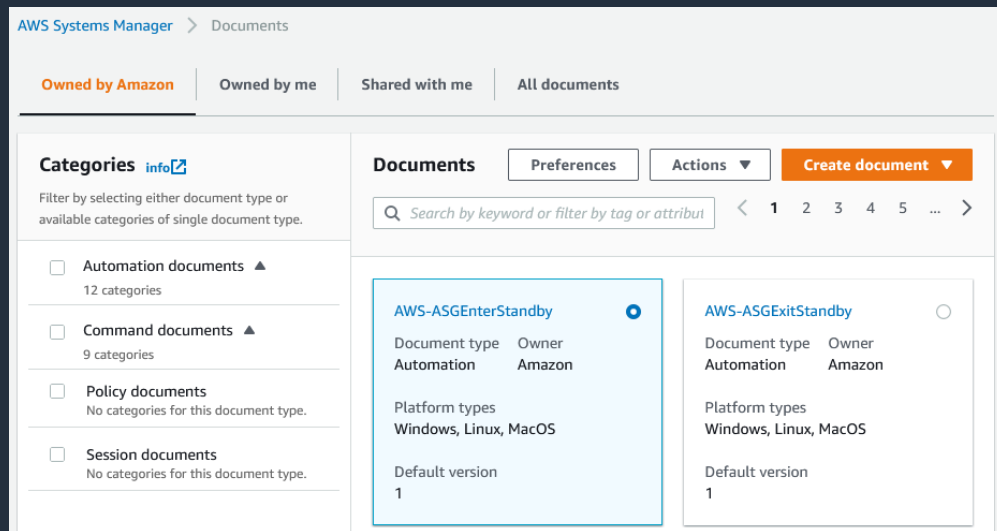 AWS Systems Manager > Documents
Owned by Amazon Owned by me Shared with me All documents
Categories info
Filter by selecting either document type or
available categories of single document type.
Automation documents ▲
12 categories
Command documents ▲
9 categories
Policy documents
No categories for this document type.
Session documents
No categories for this document type.
Documents Preferences Actions ▼ Create document ▼
Search by keyword or filter by tag or attribut
< 1 2 3 4 5 ... >
AWS-ASGEnterStandby
Document type Owner
Automation Amazon
Platform types
Windows, Linux, MacOS
Default version
1
AWS-ASGExitStandby
Document type Owner
Automation Amazon
Platform types
Windows, Linux, MacOS
Default version
1